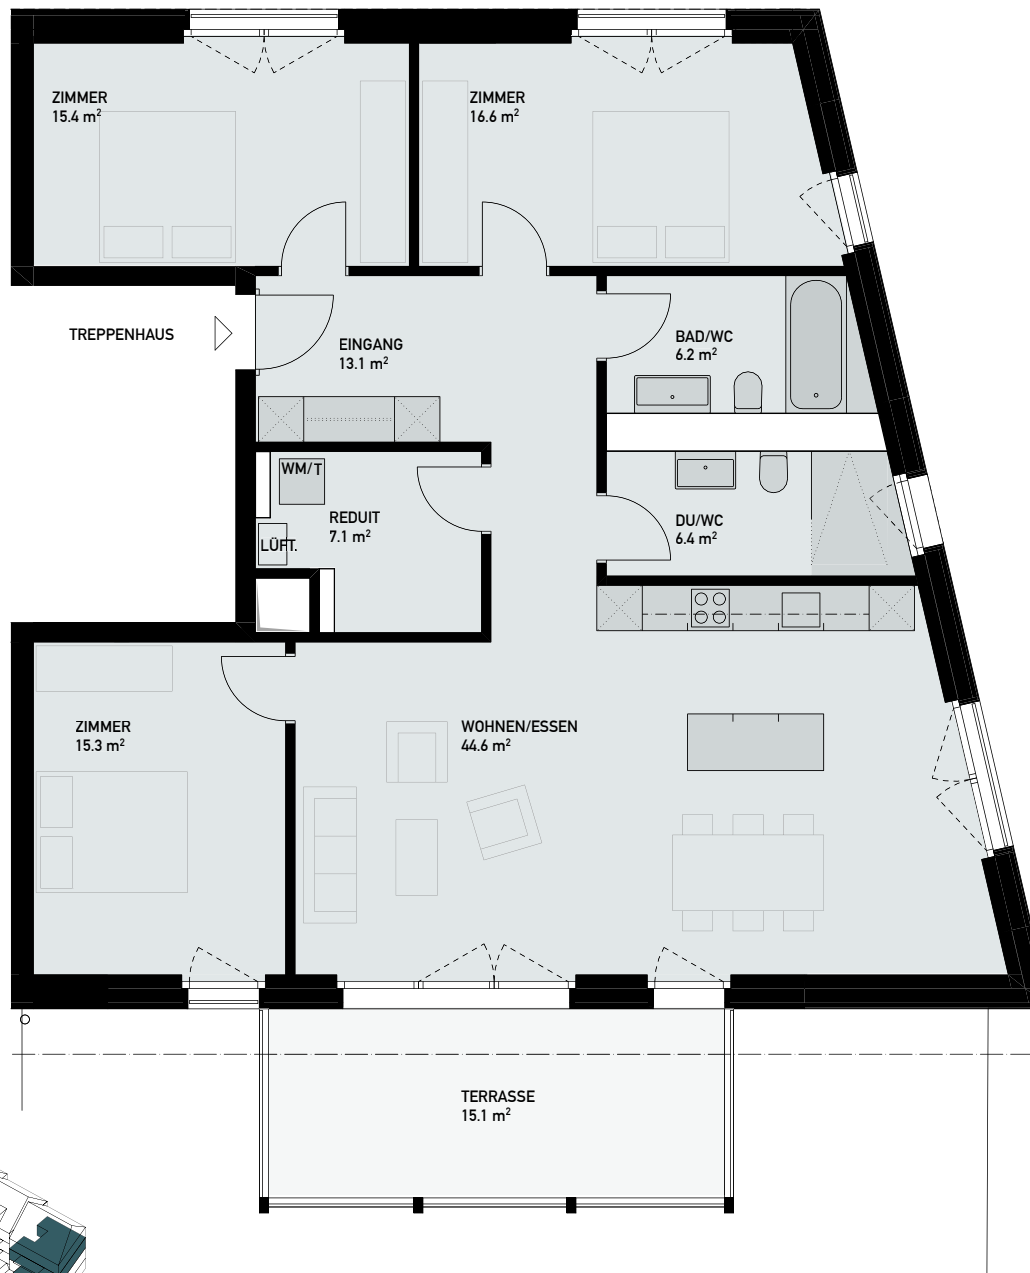 ZIMMER
15.4 m²
ZIMMER
16.6 m²
TREPPENHAUS
EINGANG
13.1 m²
BAD/WC
6.2 m²
WM/T
REDUIT
7.1 m²
LÜFT.
DU/WC
6.4 m²
ZIMMER
15.3 m²
WOHNEN/ESSEN
44.6 m²
TERRASSE
15.1 m²